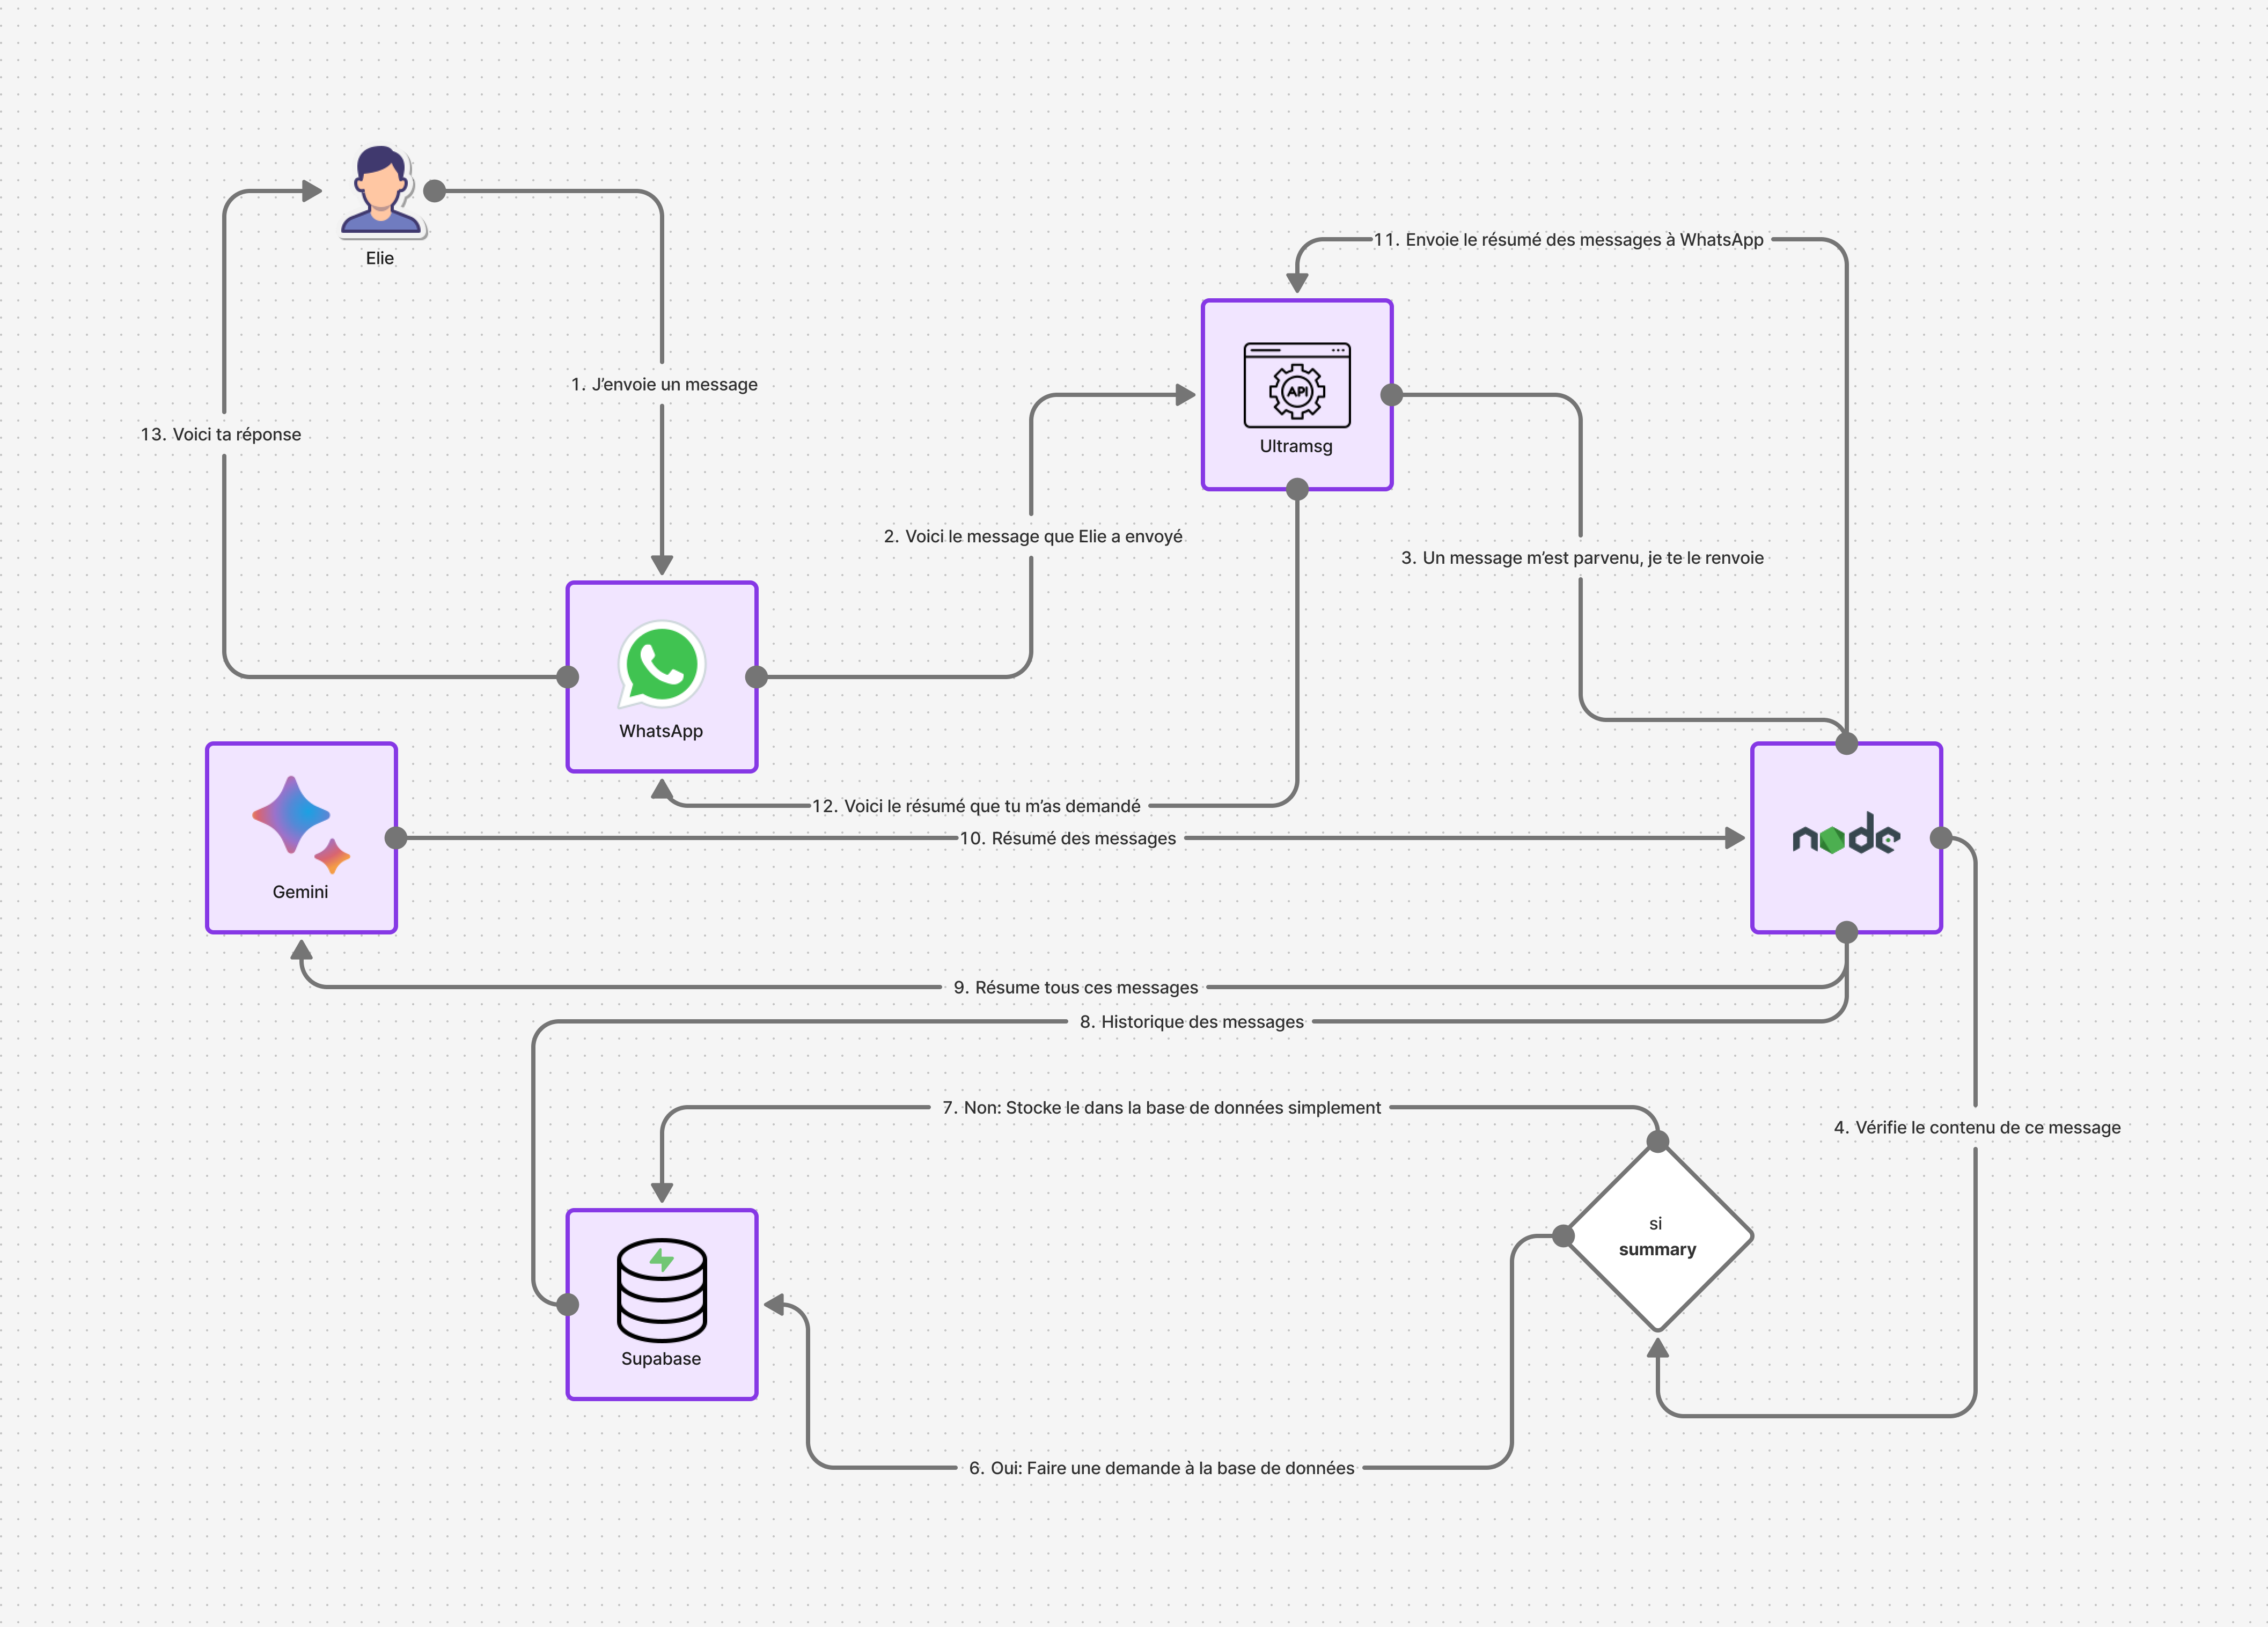 Elie
11. Envoie le résumé des messages à WhatsApp
1. J’envoie un message
API
Ultramsg
13. Voici ta réponse
2. Voici le message que Elie a envoyé
3. Un message m’est parvenu, je te le renvoie
WhatsApp
12. Voici le résumé que tu m’as demandé
10. Résumé des messages
node
Gemini
9. Résume tous ces messages
8. Historique des messages
7. Non: Stocke le dans la base de données simplement
4. Vérifie le contenu de ce message
si
summary
Supabase
6. Oui: Faire une demande à la base de données